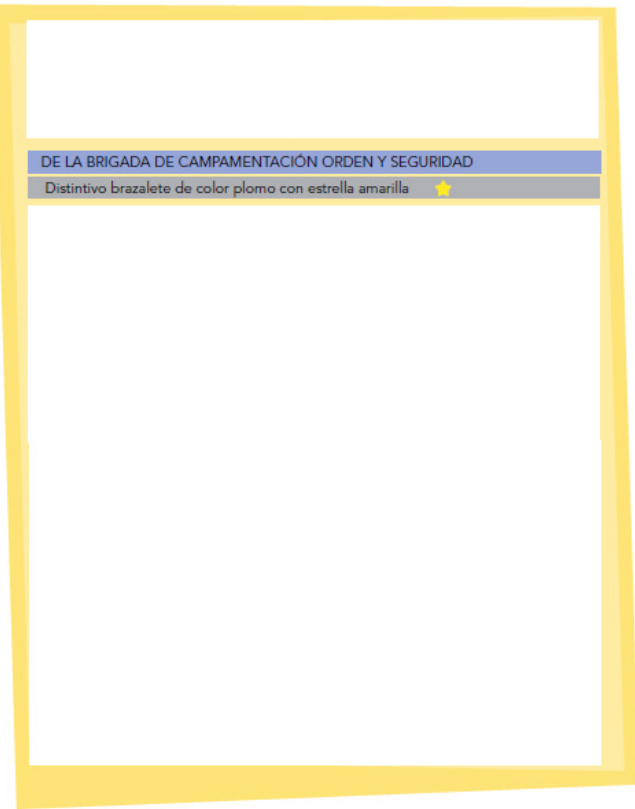 DE LA BRIGADA DE CAMPAMENTACIÓN ORDEN Y SEGURIDAD
Distintivo brazalete de color plomo con estrella amarilla